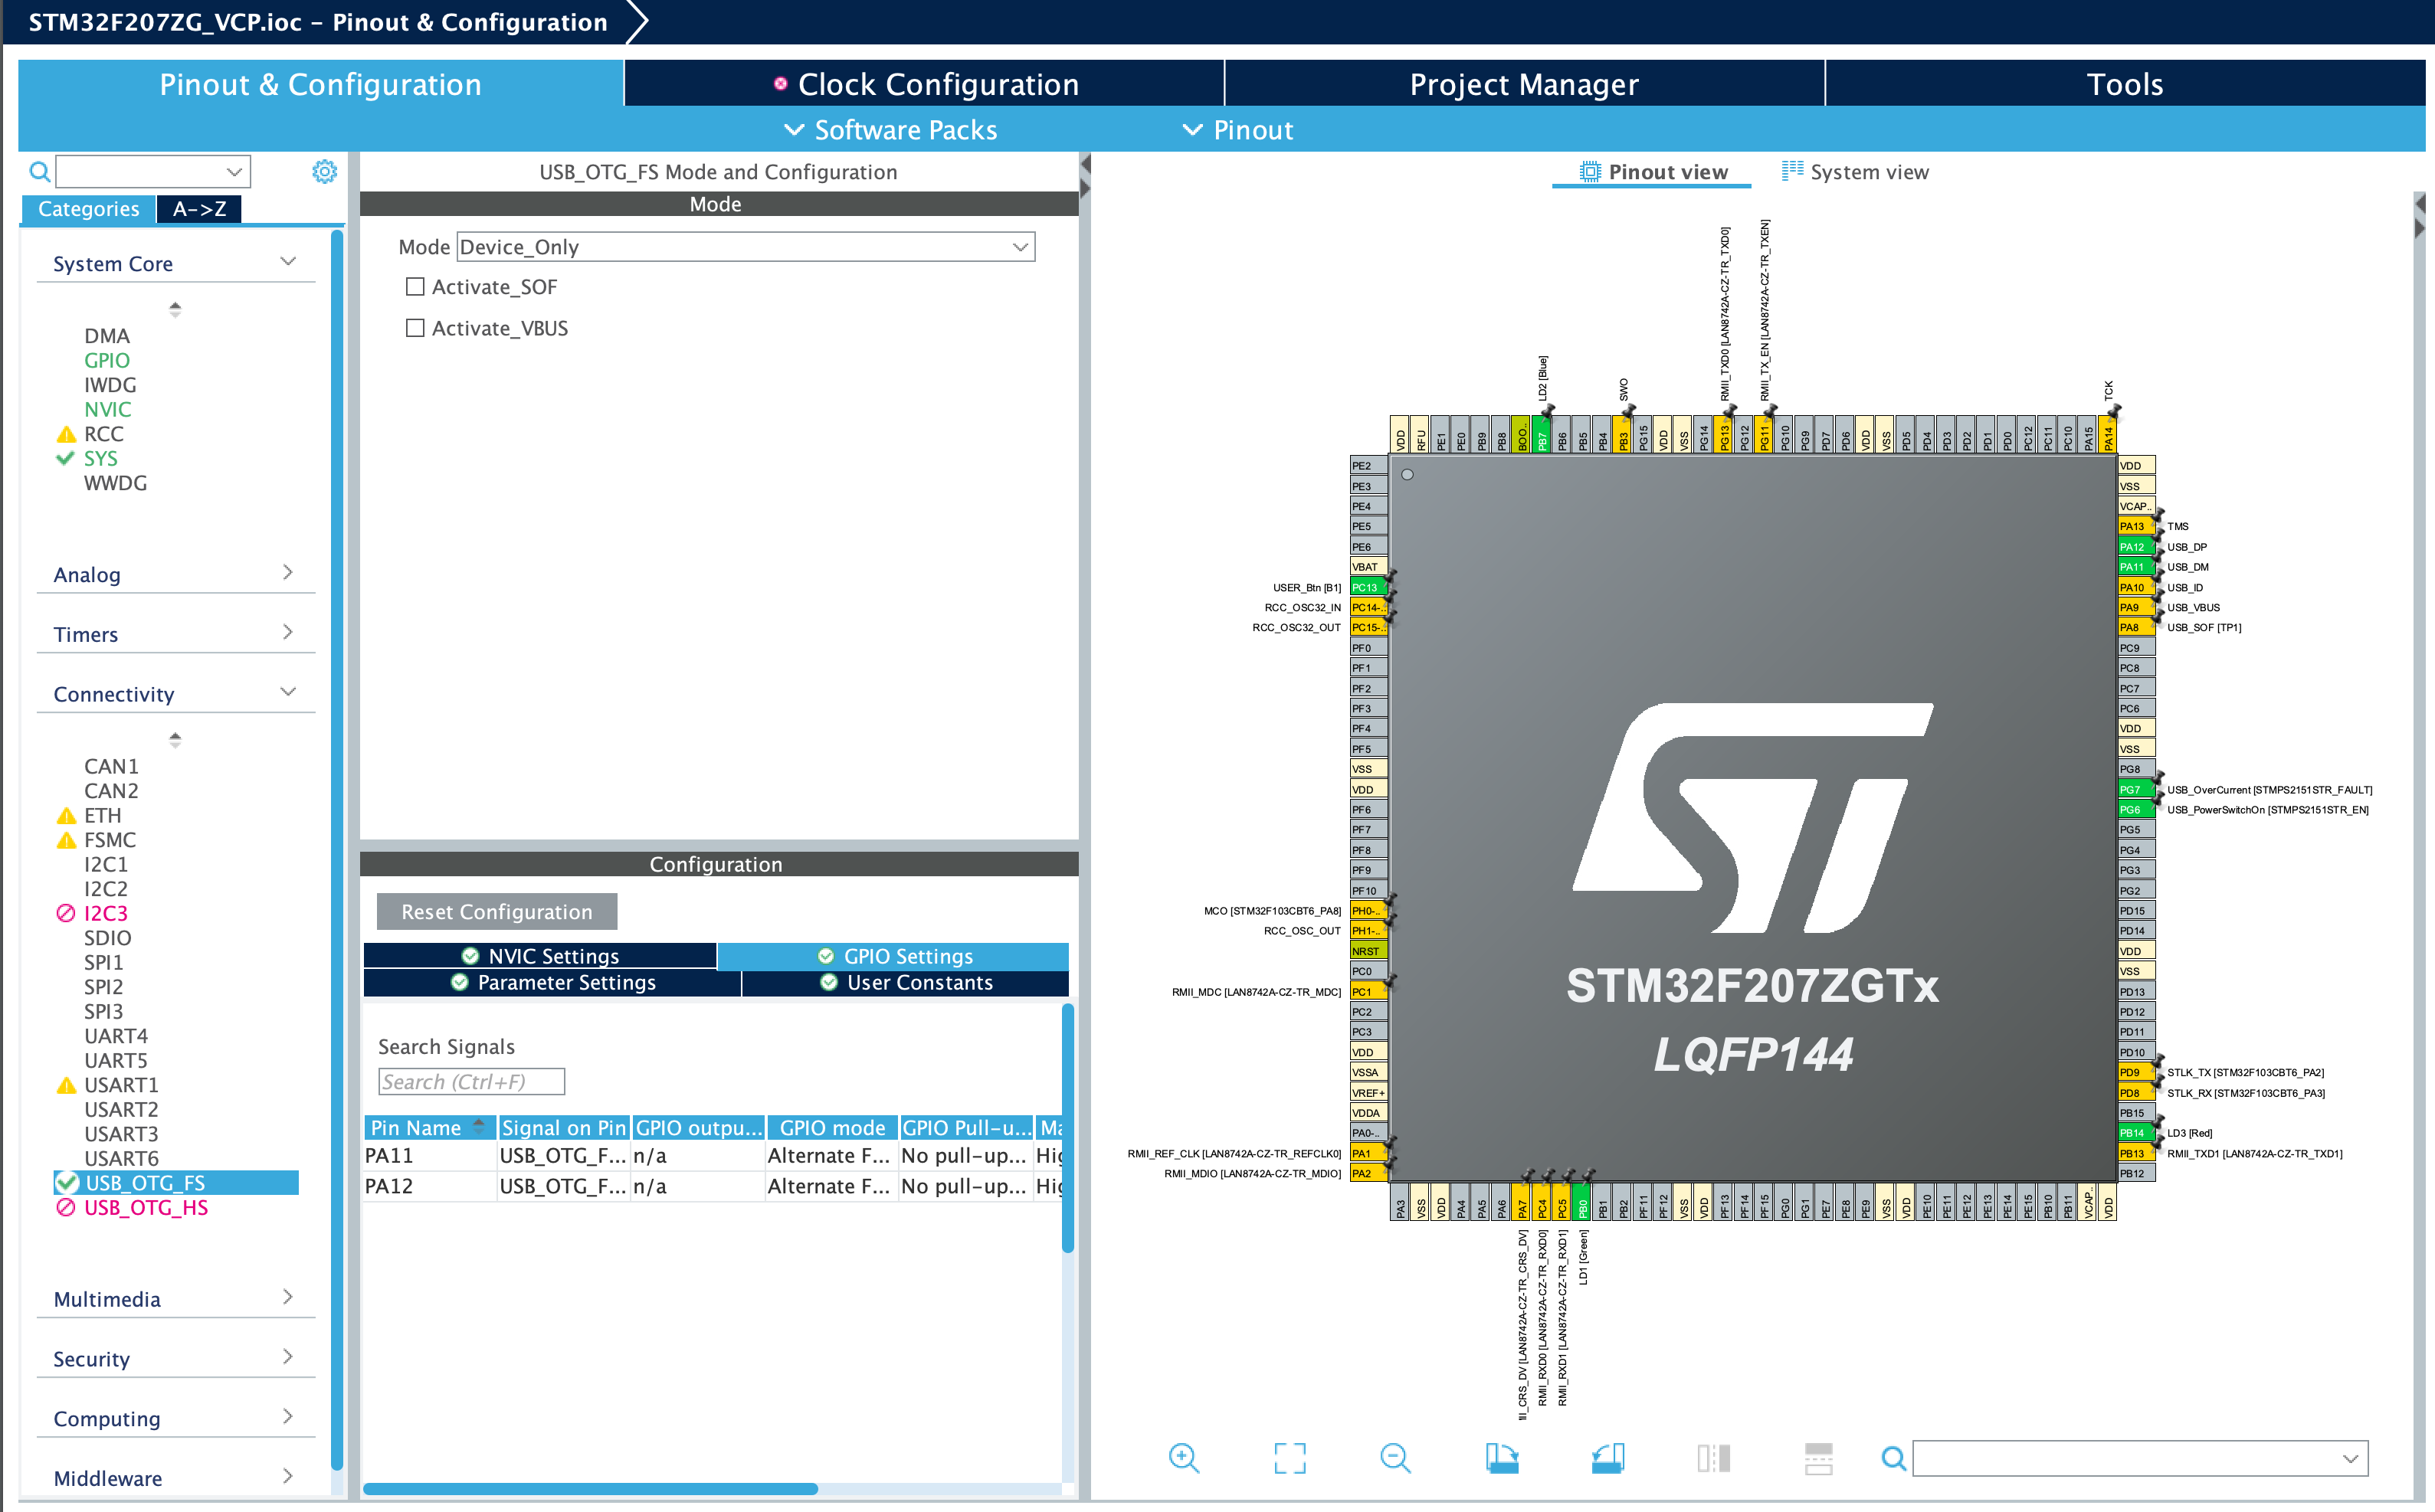 STM32F207ZG_VCP.ioc – Pinout & Configuration
Pinout & Configuration
Clock Configuration
Project Manager
Tools
Software Packs
Pinout
Categories
A->Z
System Core
DMA
GPIO
IWDG
NVIC
RCC
SYS
WWDG
Analog
Timers
Connectivity
CAN1
CAN2
ETH
FSMC
I2C1
I2C2
I2C3
SDIO
SPI1
SPI2
SPI3
UART4
UART5
USART1
USART2
USART3
USART6
USB_OTG_FS
USB_OTG_HS
Multimedia
Security
Computing
Middleware
USB_OTG_FS Mode and Configuration
Mode
Mode Device_Only
Activate_SOF
Activate_VBUS
Configuration
Reset Configuration
NVIC Settings
GPIO Settings
Parameter Settings
User Constants
Search Signals
Search (Ctrl+F)
Pin Name Signal on Pin GPIO outpu... GPIO mode GPIO Pull-u... Ma
PA11 USB_OTG_F... n/a Alternate F... No pull-up... Hig
PA12 USB_OTG_F... n/a Alternate F... No pull-up... Hig
Pinout view
System view
LD2 [Blue]
SWO
RMII_TXD0 [LAN8742A-CZ-TR_TXD0]
RMII_TX_EN [LAN8742A-CZ-TR_TXEN]
TCK
VDD
RFU
PE1
PE0
PB9
PB8
BOO..
PB7
PB6
PB5
PB4
PB3
PG15
VDD
VSS
PG14
PG13
PG12
PG11
PG10
PG9
PD7
PD6
VDD
VSS
PD5
PD4
PD3
PD2
PD1
PD0
PC12
PC11
PC10
PA15
PA14
PE2
PE3
PE4
PE5
PE6
VBAT
USER_Btn [B1] PC13
RCC_OSC32_IN PC14-..
RCC_OSC32_OUT PC15-..
PF0
PF1
PF2
PF3
PF4
PF5
VSS
VDD
PF6
PF7
PF8
PF9
PF10
MCO [STM32F103CBT6_PA8] PH0-..
RCC_OSC_OUT PH1-..
NRST
PC0
RMII_MDC [LAN8742A-CZ-TR_MDC] PC1
PC2
PC3
VDD
VSSA
VREF+
VDDA
PA0-..
RMII_REF_CLK [LAN8742A-CZ-TR_REFCLK0] PA1
RMII_MDIO [LAN8742A-CZ-TR_MDIO] PA2
ST
STM32F207ZGTx
LQFP144
VDD
VSS
VCAP..
PA13 TMS
PA12 USB_DP
PA11 USB_DM
PA10 USB_ID
PA9 USB_VBUS
PA8 USB_SOF [TP1]
PC9
PC8
PC7
PC6
VDD
VSS
PG8
PG7 USB_OverCurrent [STMPS2151STR_FAULT]
PG6 USB_PowerSwitchOn [STMPS2151STR_EN]
PG5
PG4
PG3
PG2
PD15
PD14
VDD
VSS
PD13
PD12
PD11
PD10
PD9 STLK_TX [STM32F103CBT6_PA2]
PD8 STLK_RX [STM32F103CBT6_PA3]
PB15
PB14 LD3 [Red]
PB13 RMII_TXD1 [LAN8742A-CZ-TR_TXD1]
PB12
PA3
VSS
VDD
PA4
PA5
PA6
PA7
PC4
PC5
PB0
PB1
PB2
PF11
PF12
VSS
VDD
PF13
PF14
PF15
PG0
PG1
PE7
PE8
PE9
VSS
VDD
PE10
PE11
PE12
PE13
PE14
PE15
PB10
PB11
VCAP..
VDD
II_CRS_DV [LAN8742A-CZ-TR_CRS_DV]
RMII_RXD0 [LAN8742A-CZ-TR_RXD0]
RMII_RXD1 [LAN8742A-CZ-TR_RXD1]
LD1 [Green]